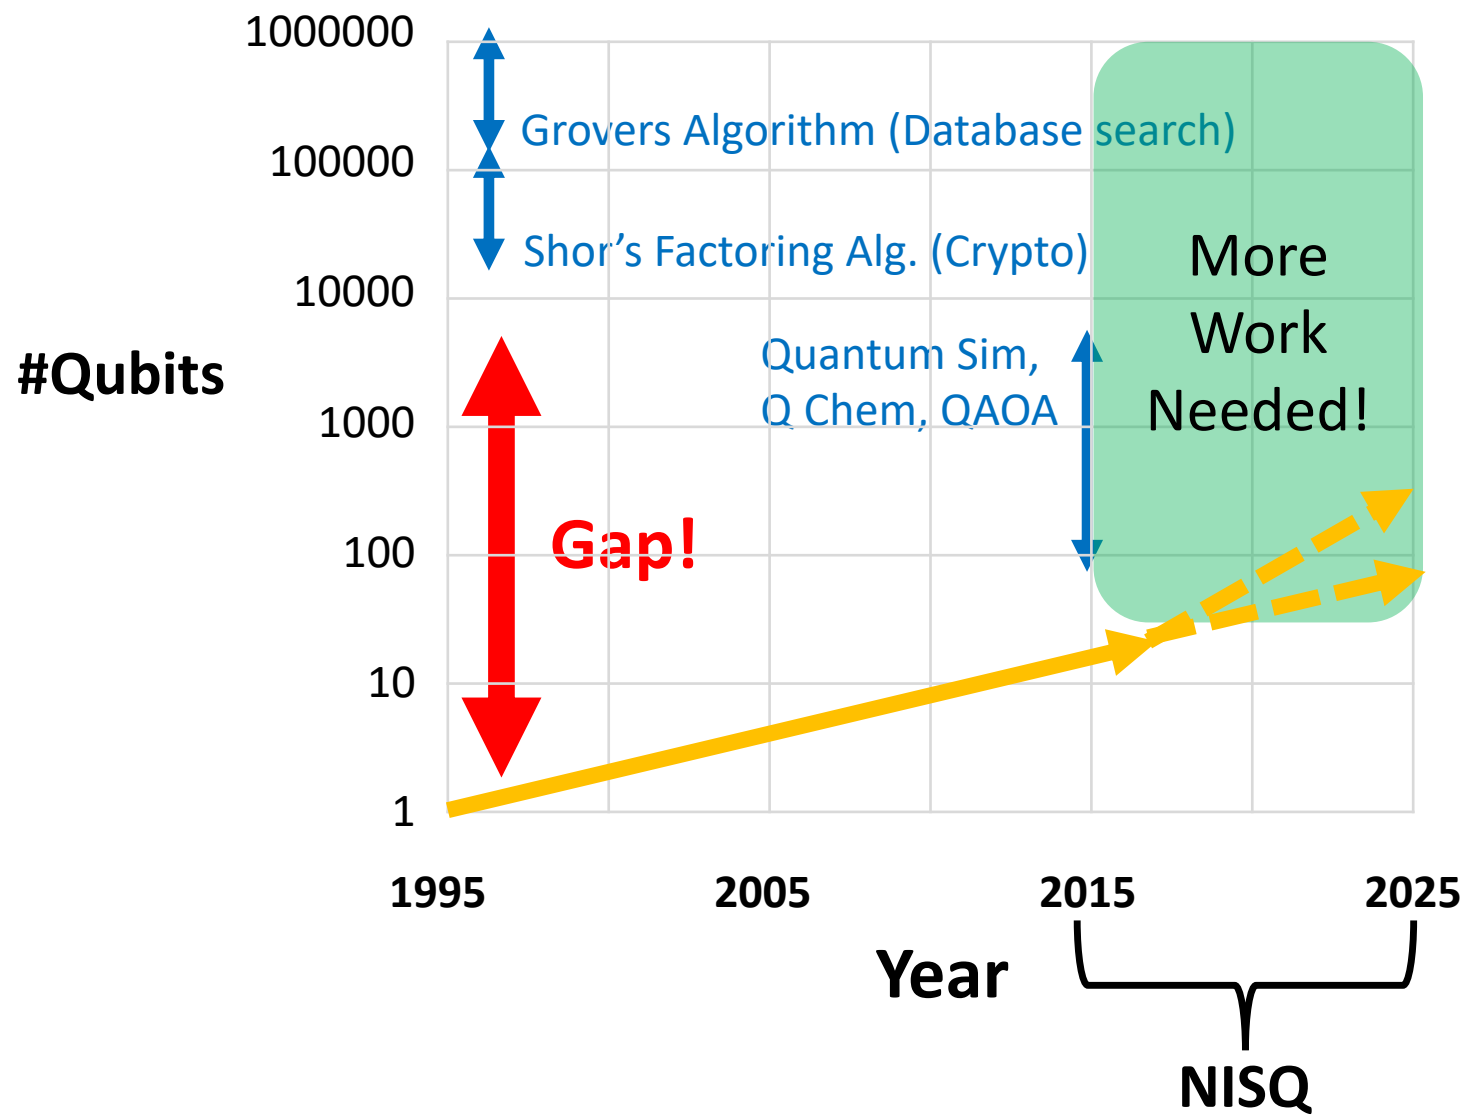 1000000
Grovers Algorithm (Database search)
100000
Shor's Factoring Alg. (Crypto)
More
Work
Needed!
10000
#Qubits
Quantum Sim,
Q Chem, QAOA
1000
Gap!
100
10
1
1995
2005
2015
2025
Year
NISQ